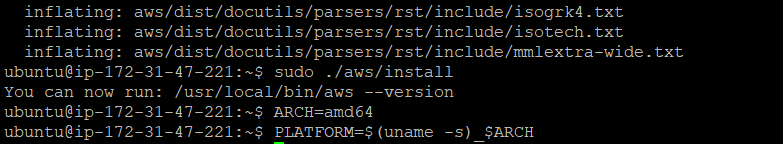 inflating: aws/dist/docutils/parsers/rst/include/isogrk4.txt
inflating: aws/dist/docutils/parsers/rst/include/isotech.txt
inflating: aws/dist/docutils/parsers/rst/include/mmlextra-wide.txt
ubuntu@ip-172-31-47-221:~$ sudo ./aws/install
You can now run: /usr/local/bin/aws --version
ubuntu@ip-172-31-47-221:~$ ARCH=amd64
ubuntu@ip-172-31-47-221:~$ PLATFORM=$(uname -s)_$ARCH